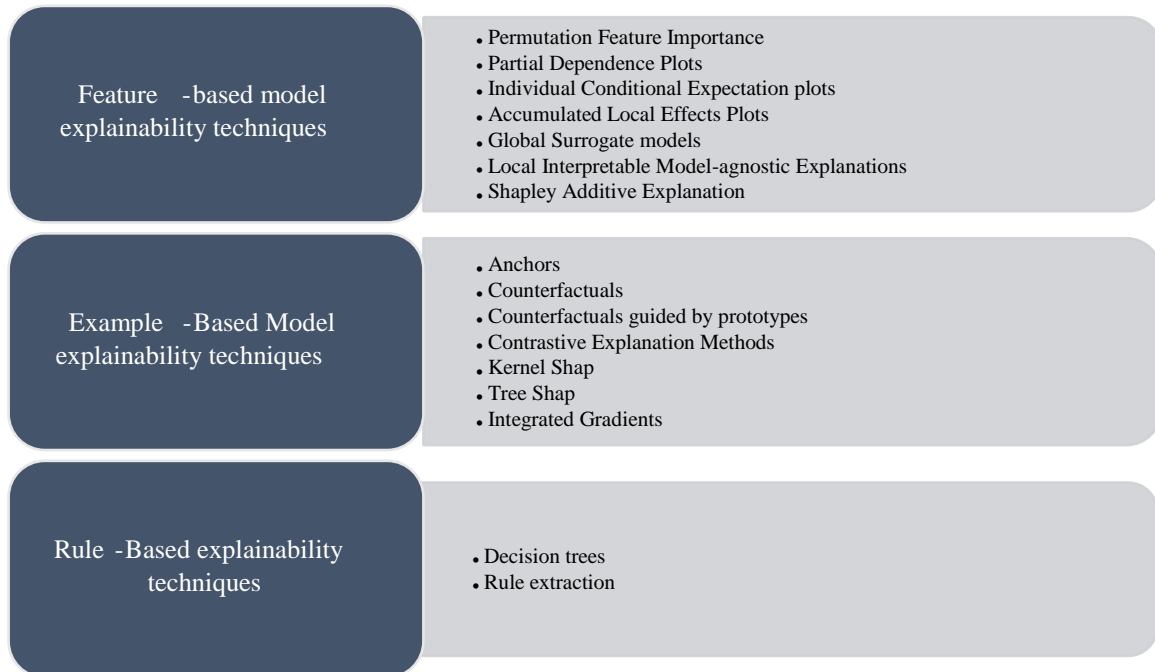 Feature -based model
explainability techniques
• Permutation Feature Importance
• Partial Dependence Plots
• Individual Conditional Expectation plots
• Accumulated Local Effects Plots
• Global Surrogate models
• Local Interpretable Model-agnostic Explanations
• Shapley Additive Explanation
Example -Based Model
explainability techniques
• Anchors
• Counterfactuals
• Counterfactuals guided by prototypes
• Contrastive Explanation Methods
• Kernel Shap
• Tree Shap
• Integrated Gradients
Rule -Based explainability
techniques
• Decision trees
• Rule extraction